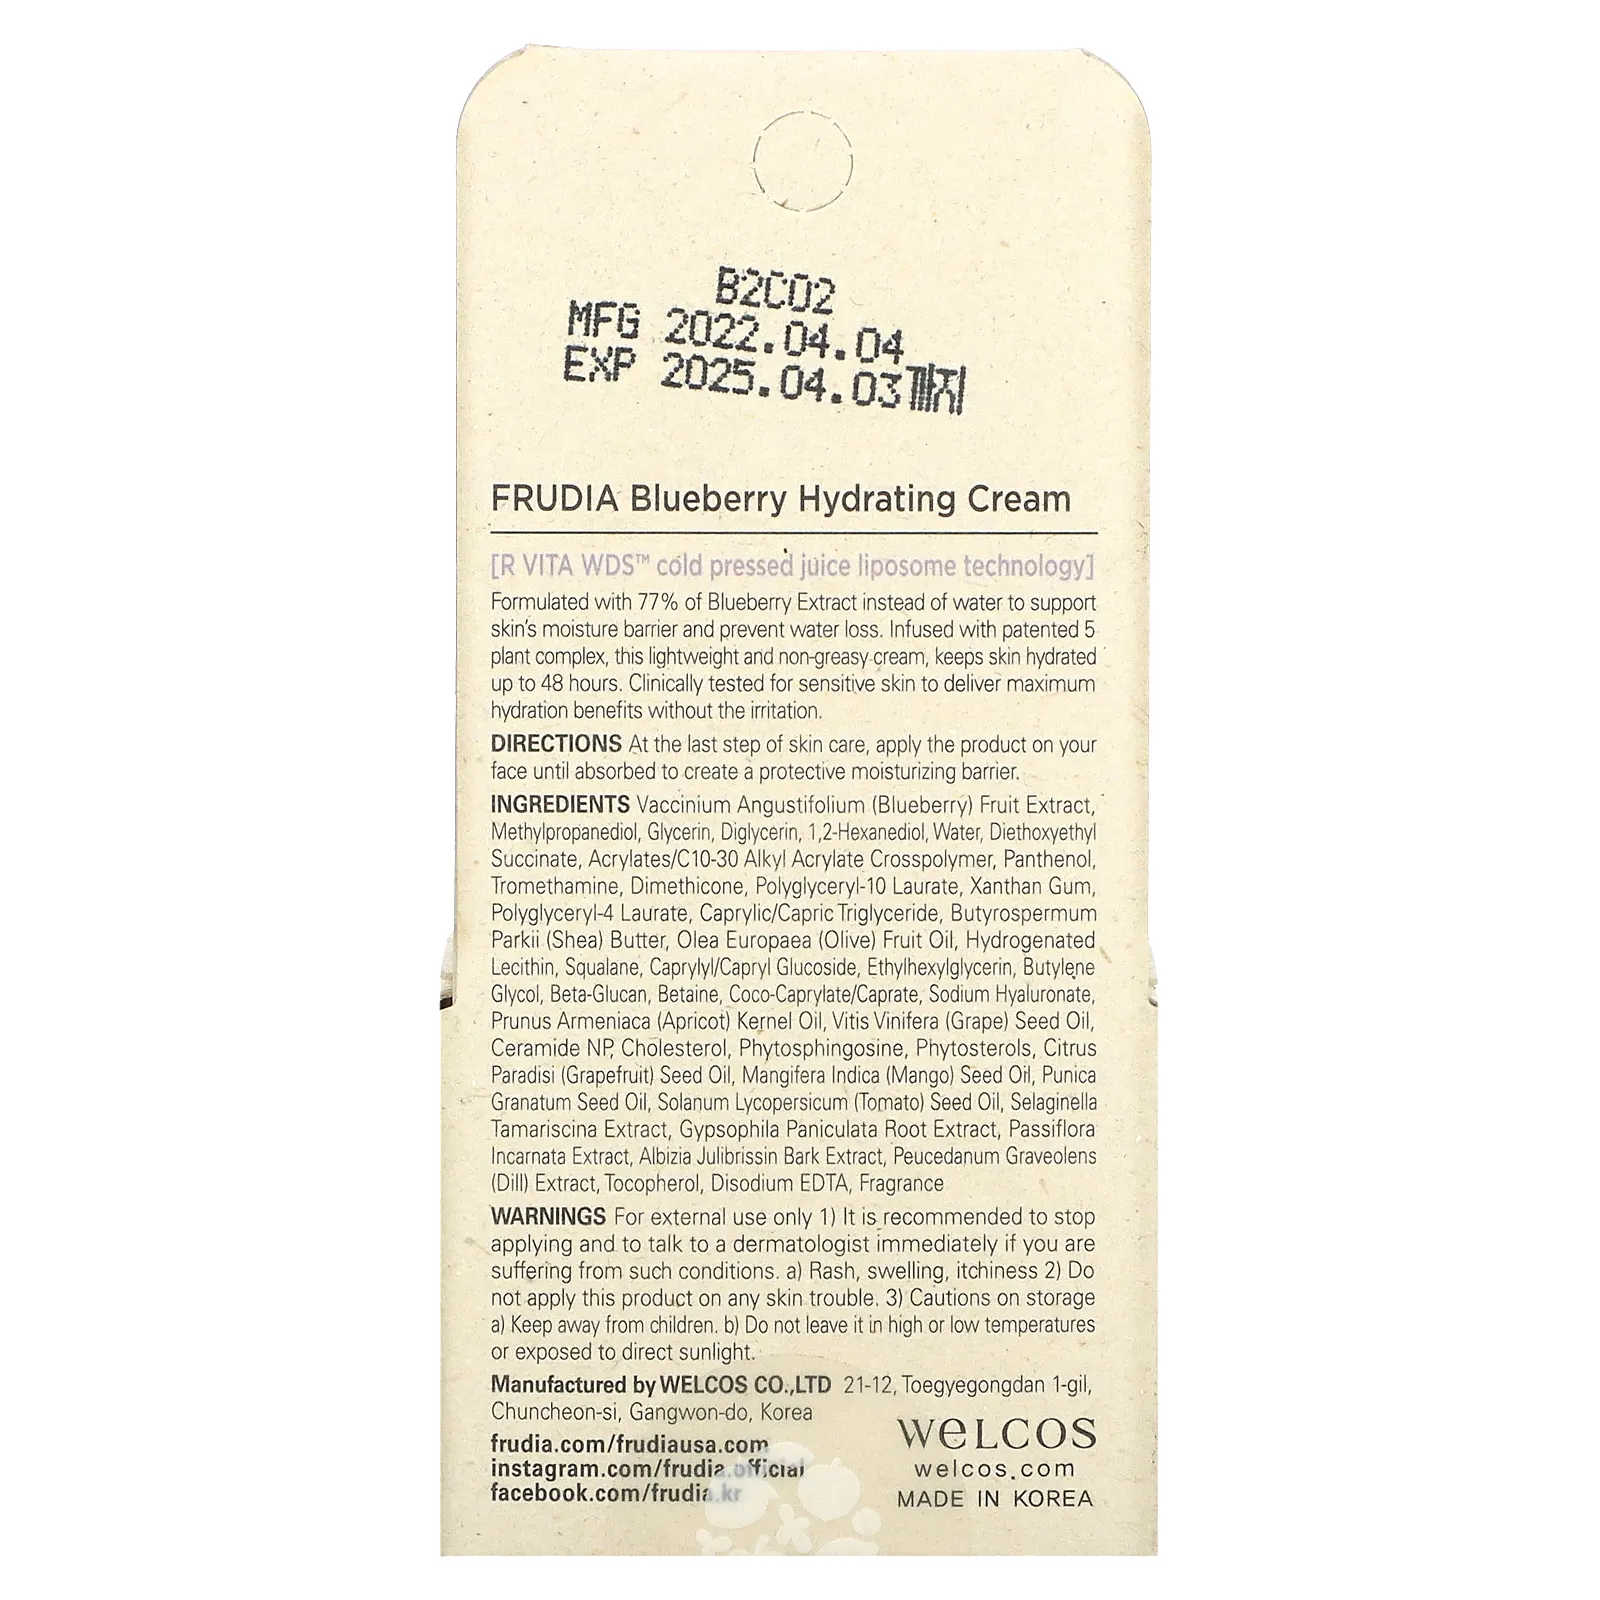 B2C02
MFG 2022.04.04
EXP 2025.04.03까지
FRUDIA Blueberry Hydrating Cream
[R VITA WDS™ cold pressed juice liposome technology]
Formulated with 77% of Blueberry Extract instead of water to support
skin's moisture barrier and prevent water loss. Infused with patented 5
plant complex, this lightweight and non-greasy cream, keeps skin hydrated
up to 48 hours. Clinically tested for sensitive skin to deliver maximum
hydration benefits without the irritation.
DIRECTIONS At the last step of skin care, apply the product on your
face until absorbed to create a protective moisturizing barrier.
INGREDIENTS Vaccinium Angustifolium (Blueberry) Fruit Extract,
Methylpropanediol, Glycerin, Diglycerin, 1,2-Hexanediol, Water, Diethoxyethyl
Succinate, Acrylates/C10-30 Alkyl Acrylate Crosspolymer, Panthenol,
Tromethamine, Dimethicone, Polyglyceryl-10 Laurate, Xanthan Gum,
Polyglyceryl-4 Laurate, Caprylic/Capric Triglyceride, Butyrospermum
Parkii (Shea) Butter, Olea Europaea (Olive) Fruit Oil, Hydrogenated
Lecithin, Squalane, Caprylyl/Capryl Glucoside, Ethylhexylglycerin, Butylene
Glycol, Beta-Glucan, Betaine, Coco-Caprylate/Caprate, Sodium Hyaluronate,
Prunus Armeniaca (Apricot) Kernel Oil, Vitis Vinifera (Grape) Seed Oil,
Ceramide NP, Cholesterol, Phytosphingosine, Phytosterols, Citrus
Paradisi (Grapefruit) Seed Oil, Mangifera Indica (Mango) Seed Oil, Punica
Granatum Seed Oil, Solanum Lycopersicum (Tomato) Seed Oil, Selaginella
Tamariscina Extract, Gypsophila Paniculata Root Extract, Passiflora
Incarnata Extract, Albizia Julibrissin Bark Extract, Peucedanum Graveolens
(Dill) Extract, Tocopherol, Disodium EDTA, Fragrance
WARNINGS For external use only 1) It is recommended to stop
applying and to talk to a dermatologist immediately if you are
suffering from such conditions. a) Rash, swelling, itchiness 2) Do
not apply this product on any skin trouble. 3) Cautions on storage
a) Keep away from children. b) Do not leave it in high or low temperatures
or exposed to direct sunlight.
Manufactured by WELCOS CO.,LTD 21-12, Toegyegongdan 1-gil,
Chuncheon-si, Gangwon-do, Korea
frudia.com/frudiausa.com
instagram.com/frudia.official
facebook.com/frudia.kr
WELCOS
welcos.com
MADE IN KOREA